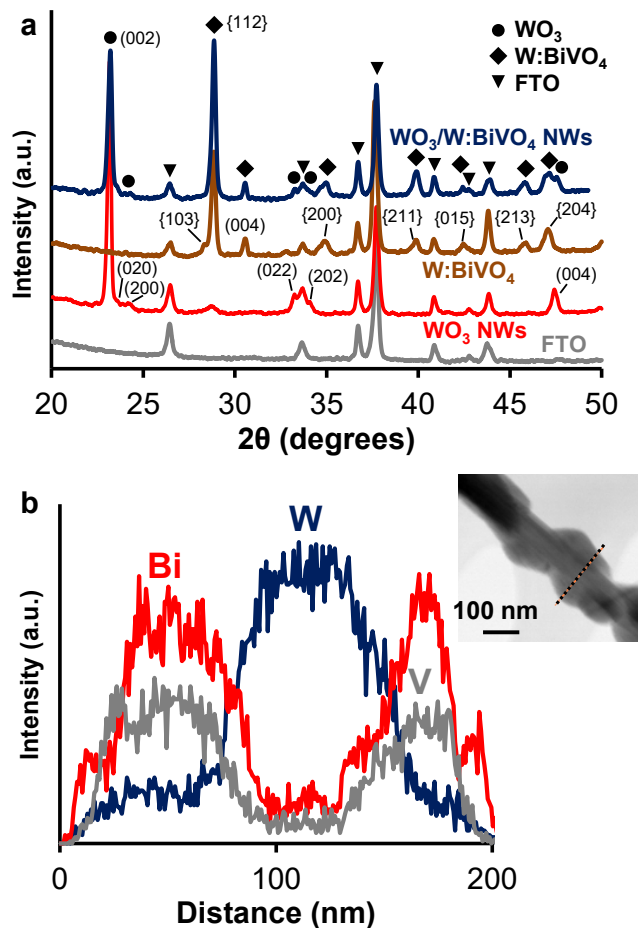 a
(002)
{112}
WO3
W:BiVO4
FTO
WO3/W:BiVO4 NWs
{103}
(004)
{200}
{211}
{015}
{213}
{204}
W:BiVO4
(020)
(200)
(022)
(202)
(004)
WO3 NWs
FTO
Intensity (a.u.)
20 25 30 35 40 45 50
2θ (degrees)
b
W
Bi
V
100 nm
Intensity (a.u.)
0 100 200
Distance (nm)